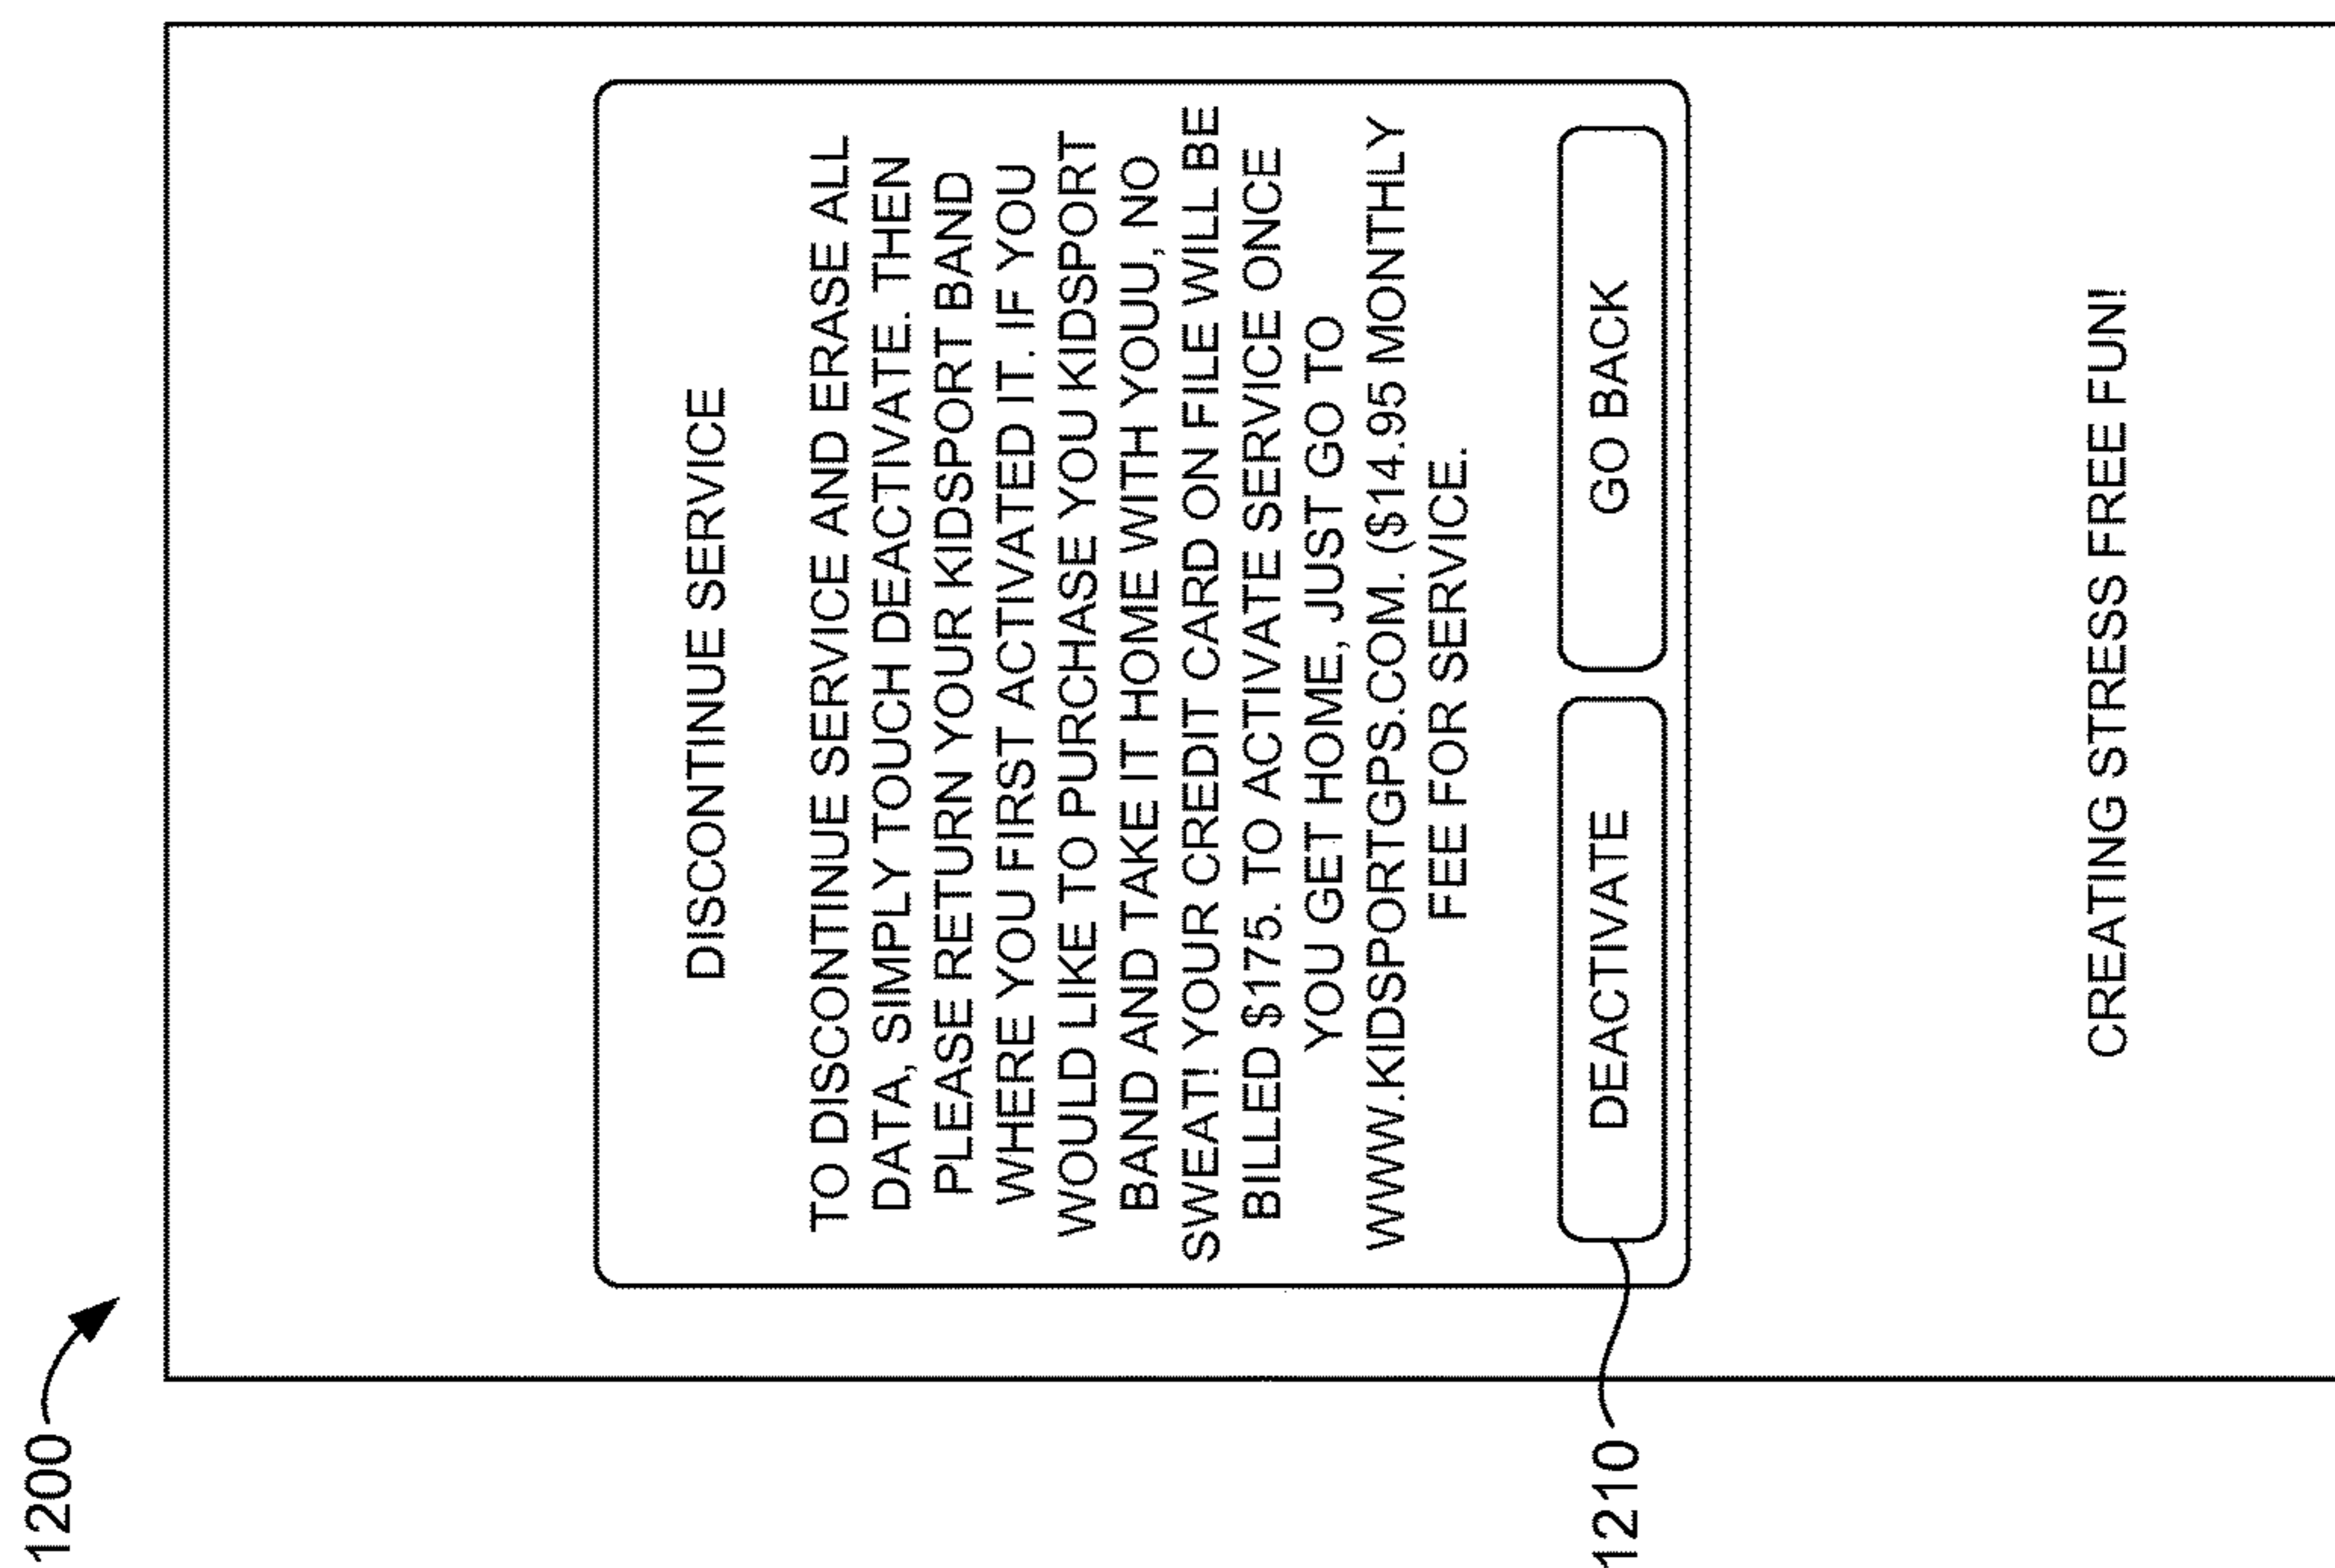 1200
DISCONTINUE SERVICE
TO DISCONTINUE SERVICE AND ERASE ALL
DATA, SIMPLY TOUCH DEACTIVATE. THEN
PLEASE RETURN YOUR KIDSPORT BAND
WHERE YOU FIRST ACTIVATED IT. IF YOU
WOULD LIKE TO PURCHASE YOU KIDSPORT
BAND AND TAKE IT HOME WITH YOUU, NO
SWEAT! YOUR CREDIT CARD ON FILE WILL BE
BILLED $175. TO ACTIVATE SERVICE ONCE
YOU GET HOME, JUST GO TO
WWW.KIDSPORTGPS.COM. ($14.95 MONTHLY
FEE FOR SERVICE.
DEACTIVATE
GO BACK
1210
CREATING STRESS FREE FUN!